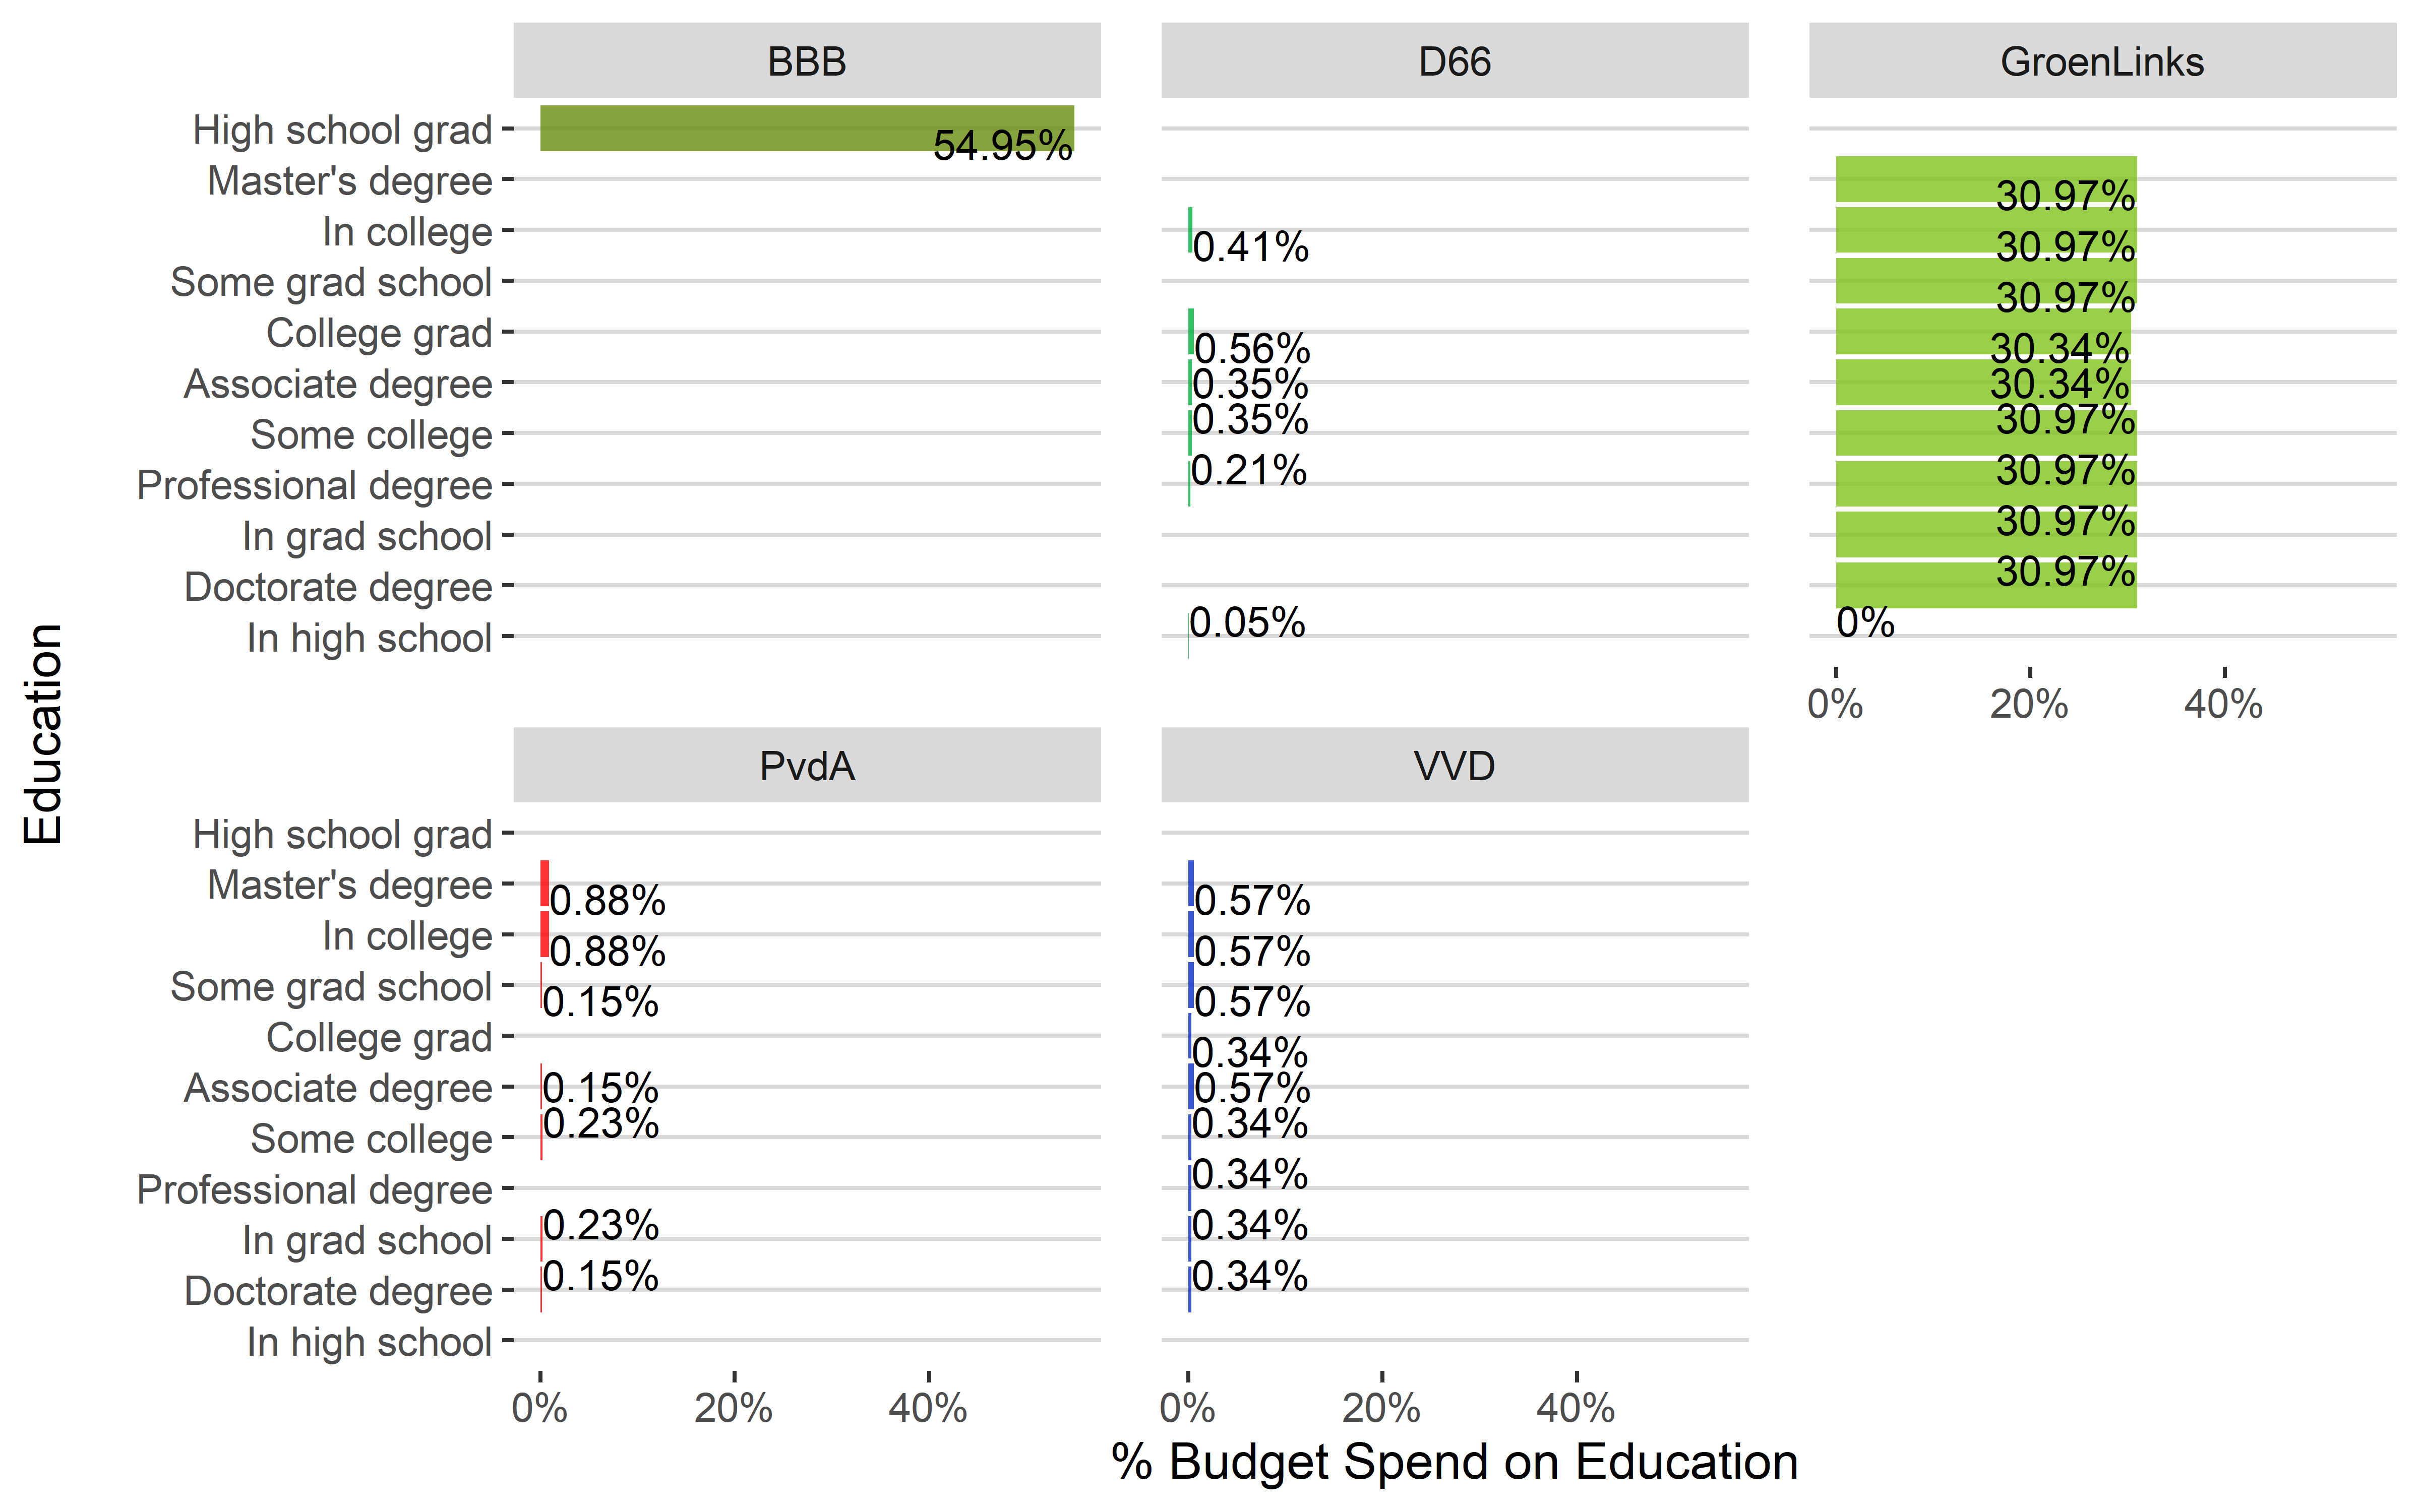 BBB
D66
GroenLinks
High school grad
54.95%
Master's degree
30.97%
In college
0.41%
30.97%
Some grad school
30.97%
College grad
0.56%
30.34%
Associate degree
0.35%
30.34%
Some college
0.35%
30.97%
Professional degree
0.21%
30.97%
In grad school
30.97%
Doctorate degree
30.97%
In high school
0.05%
0%
0%
20%
40%
Education
PvdA
VVD
High school grad
Master's degree
0.88%
0.57%
In college
0.88%
0.57%
Some grad school
0.15%
0.57%
College grad
0.34%
Associate degree
0.15%
0.57%
Some college
0.23%
0.34%
Professional degree
0.34%
In grad school
0.23%
0.34%
Doctorate degree
0.15%
0.34%
In high school
0%
20%
40%
0%
20%
40%
% Budget Spend on Education